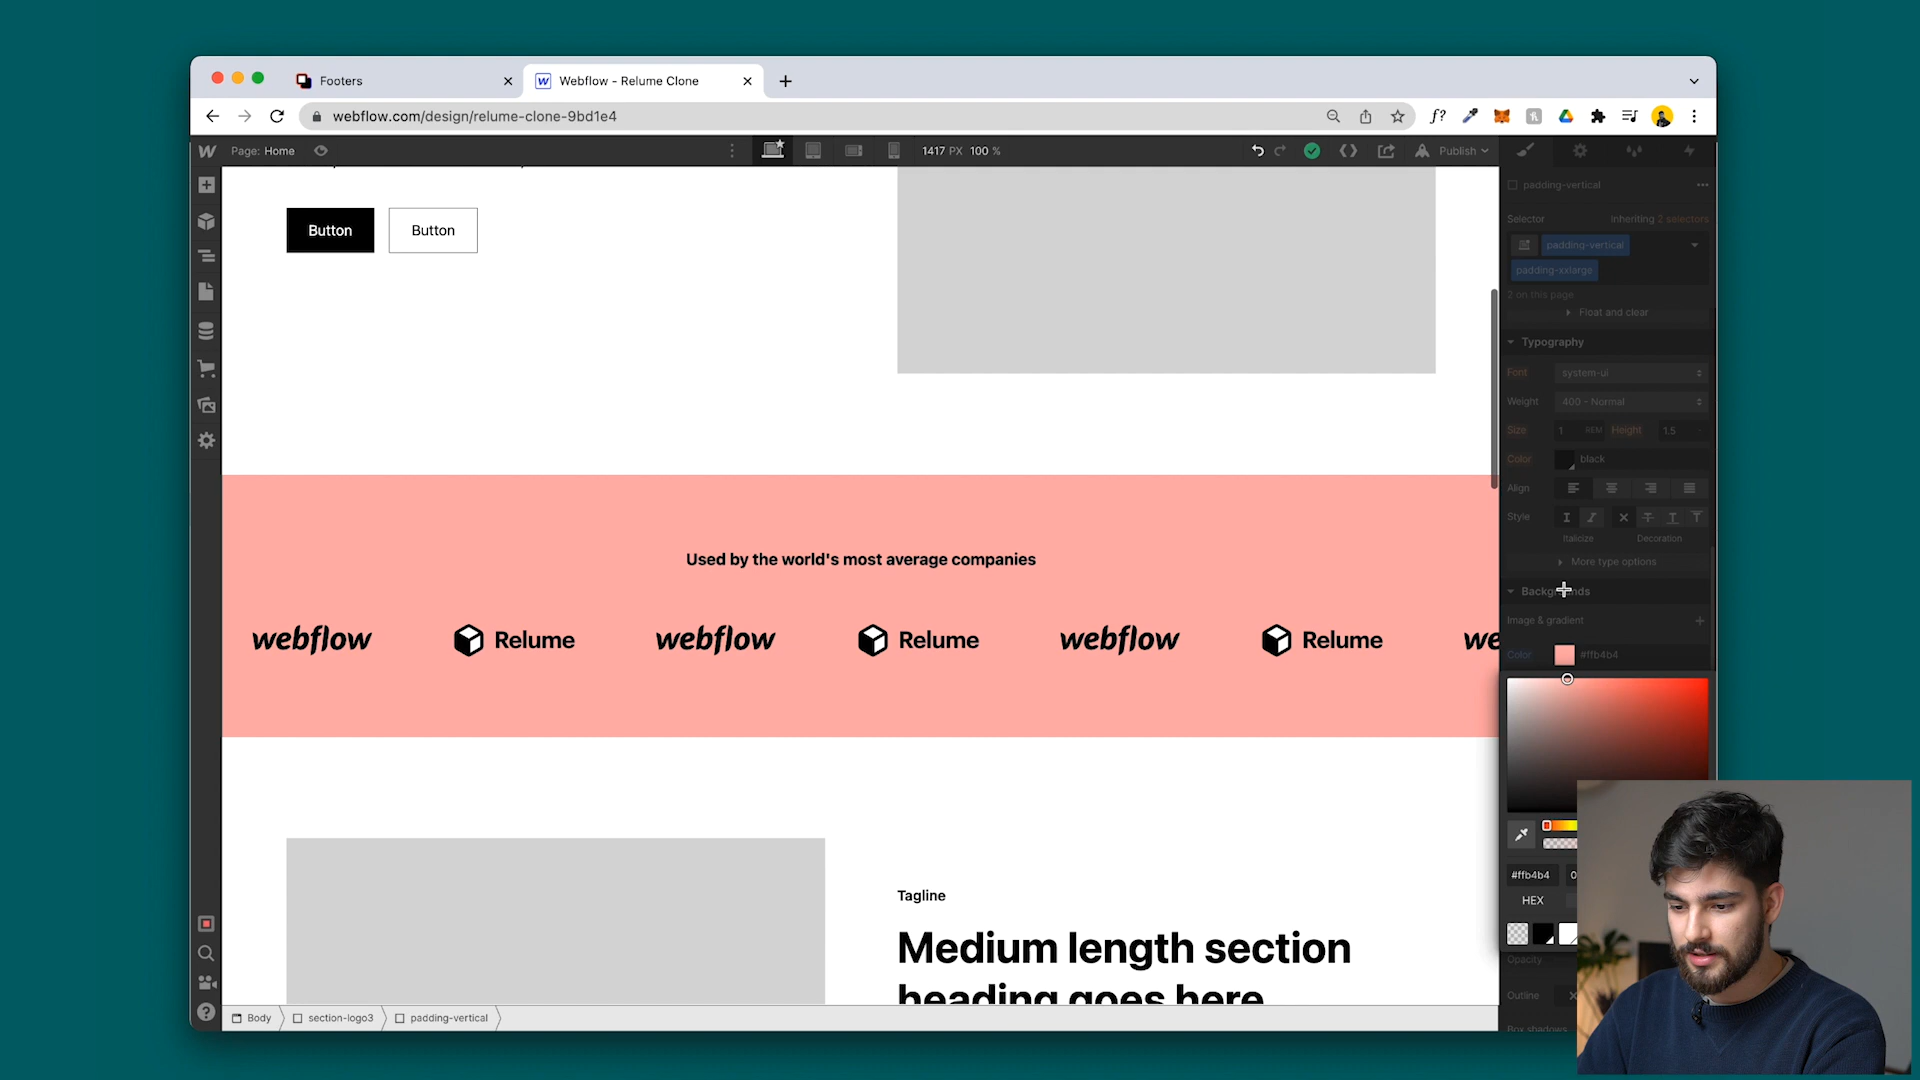 Footers
Webflow - Relume Clone
webflow.com/design/relume-clone-9bd1e4
f?
Page: Home
1417 PX 100 %
Publish
padding-vertical
Selector
Inheriting 2 selectors
padding-vertical
padding-xxlarge
2 on this page
Float and clear
Typography
Font
system-ui
Weight
400 - Normal
Size
1
REM
Height
1.5
-
Color
black
Align
Style
Italicize
Decoration
More type options
Backgrounds
Image & gradient
Color
#ffb4b4
#ffb4b4
0
HEX
Opacity
Outline
Box shadows
Button
Button
Used by the world's most average companies
webflow
Relume
webflow
Relume
webflow
Relume
we
Tagline
Medium length section
heading goes here
Body
section-logo3
padding-vertical